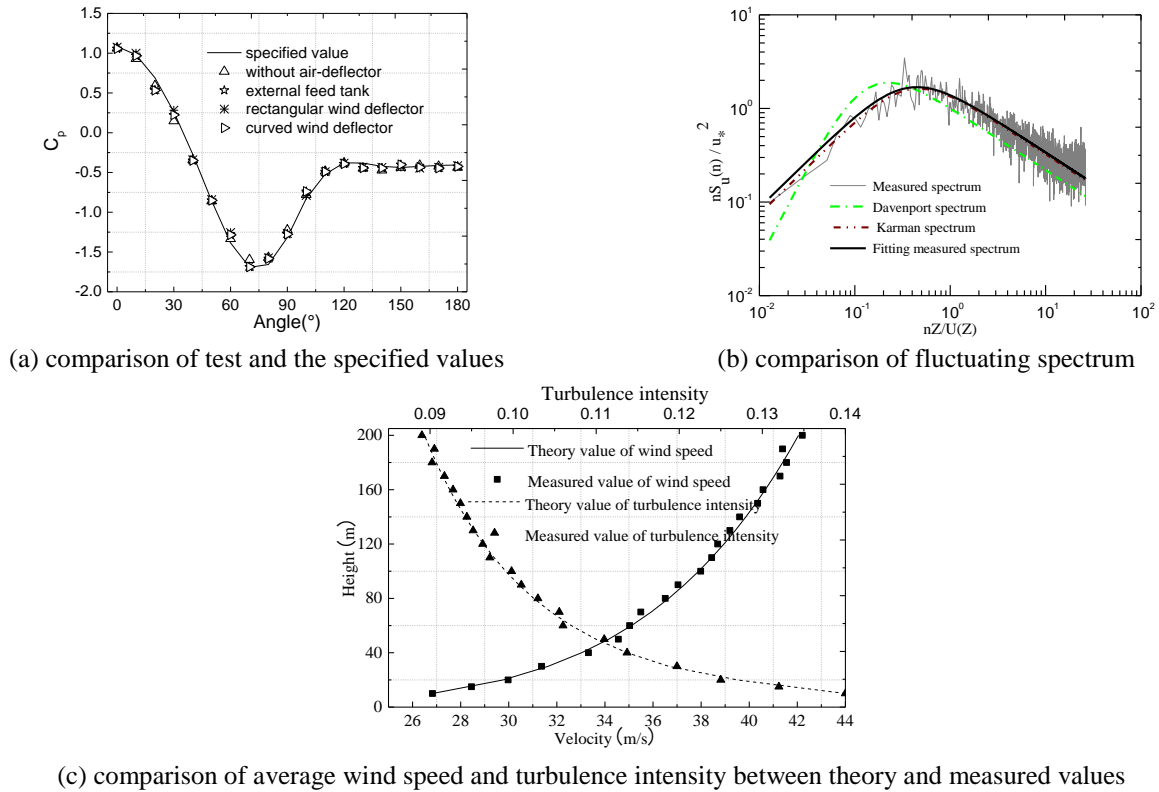 1.5
1.0
0.5
0.0
-0.5
-1.0
-1.5
-2.0
C_p
specified value
without air-deflector
external feed tank
rectangular wind deflector
curved wind deflector
0 30 60 90 120 150 180
Angle(°)
10^1
10^0
10^-1
10^-2
nS_u(n) / u_*^2
Measured spectrum
Davenport spectrum
Karman spectrum
Fitting measured spectrum
10^-2 10^-1 10^0 10^1 10^2
nZ/U(Z)
(a) comparison of test and the specified values
(b) comparison of fluctuating spectrum
Turbulence intensity
0.09 0.10 0.11 0.12 0.13 0.14
200
160
120
80
40
0
Height (m)
Theory value of wind speed
Measured value of wind speed
Theory value of turbulence intensity
Measured value of turbulence intensity
26 28 30 32 34 36 38 40 42 44
Velocity (m/s)
(c) comparison of average wind speed and turbulence intensity between theory and measured values